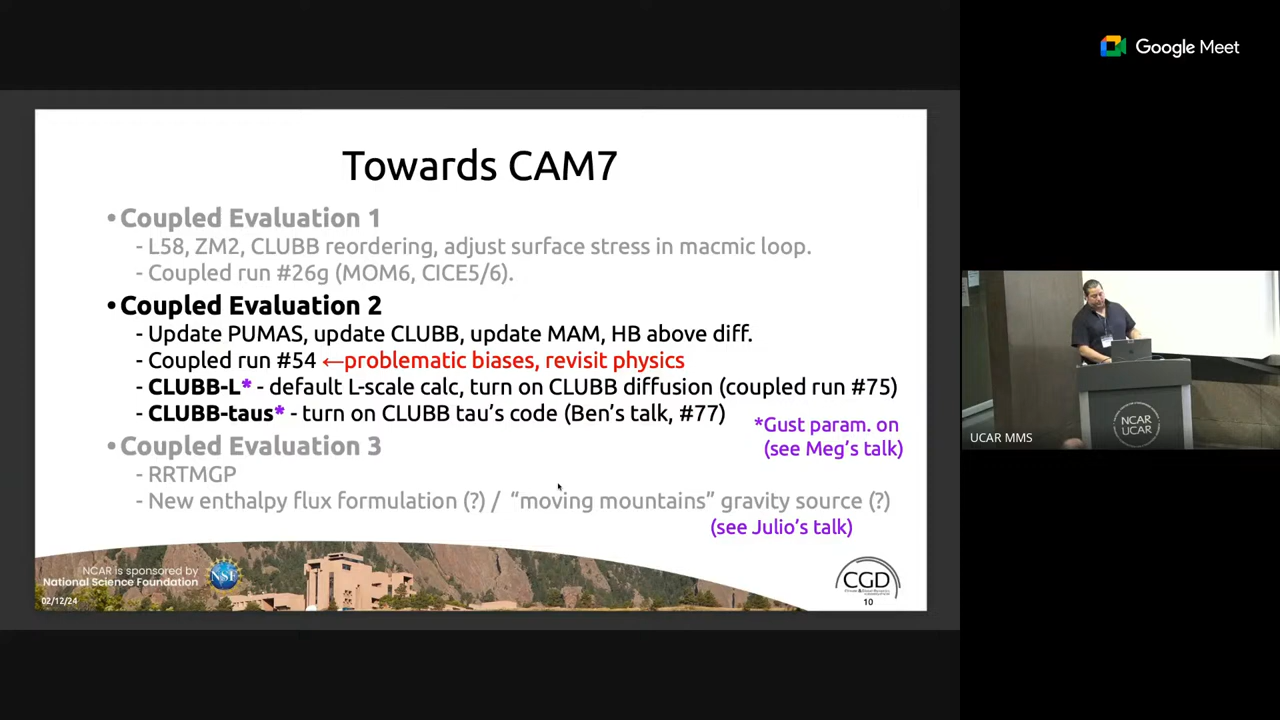 Google Meet
Towards CAM7
•Coupled Evaluation 1
- L58, ZM2, CLUBB reordering, adjust surface stress in macmic loop.
- Coupled run #26g (MOM6, CICE5/6).
•Coupled Evaluation 2
- Update PUMAS, update CLUBB, update MAM, HB above diff.
- Coupled run #54 ←problematic biases, revisit physics
- CLUBB-L* - default L-scale calc, turn on CLUBB diffusion (coupled run #75)
- CLUBB-taus* - turn on CLUBB tau's code (Ben's talk, #77)
*Gust param. on
(see Meg's talk)
•Coupled Evaluation 3
- RRTMGP
- New enthalpy flux formulation (?) / "moving mountains" gravity source (?)
(see Julio's talk)
NCAR is sponsored by
National Science Foundation
NSF
02/12/24
CGD
10
NCAR
UCAR
UCAR MMS